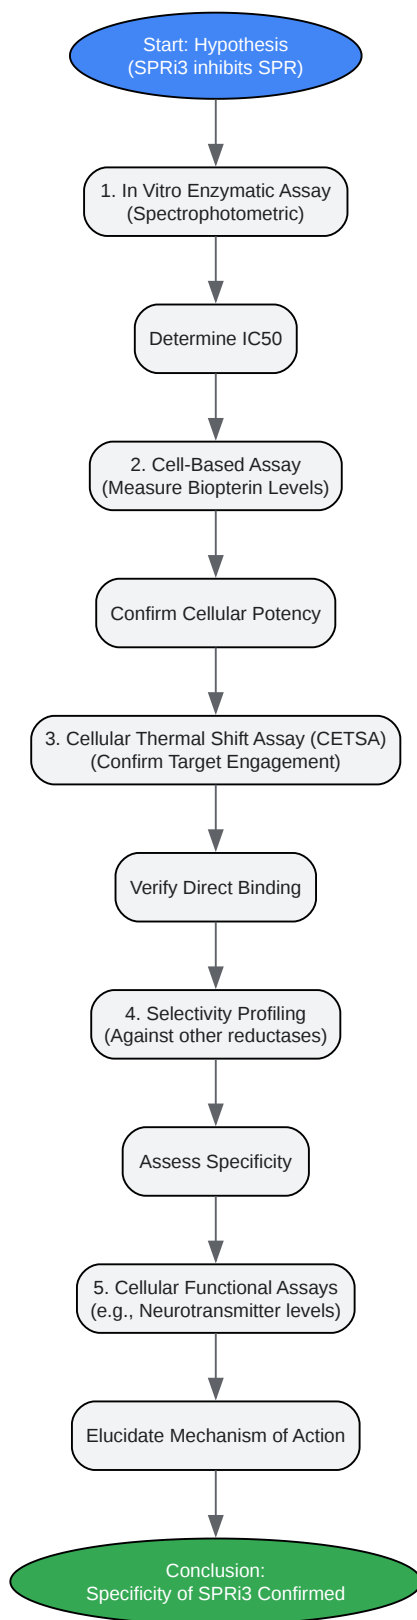 Start: Hypothesis
(SPRi3 inhibits SPR)
1. In Vitro Enzymatic Assay
(Spectrophotometric)
Determine IC50
2. Cell-Based Assay
(Measure Biopterin Levels)
Confirm Cellular Potency
3. Cellular Thermal Shift Assay (CETSA)
(Confirm Target Engagement)
Verify Direct Binding
4. Selectivity Profiling
(Against other reductases)
Assess Specificity
5. Cellular Functional Assays
(e.g., Neurotransmitter levels)
Elucidate Mechanism of Action
Conclusion:
Specificity of SPRi3 Confirmed